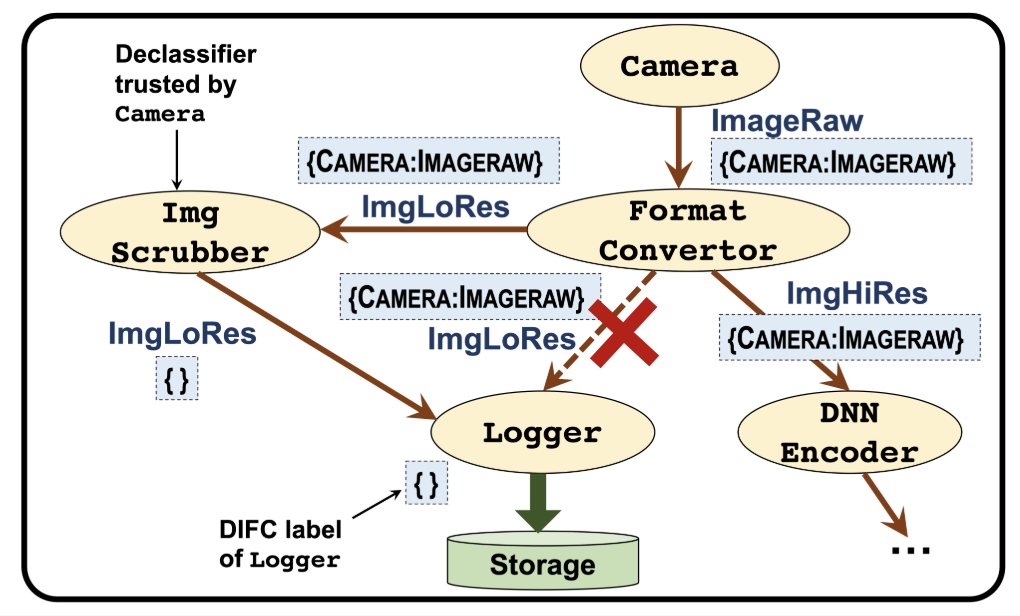 Declassifier
trusted by
Camera
Camera
ImageRaw
{CAMERA:IMAGERAW}
{CAMERA:IMAGERAW}
ImgLoRes
Img
Scrubber
Format
Convertor
{CAMERA:IMAGERAW}
ImgLoRes
ImgHiRes
{CAMERA:IMAGERAW}
ImgLoRes
{}
Logger
DNN
Encoder
{}
DIFC label
of Logger
Storage
...